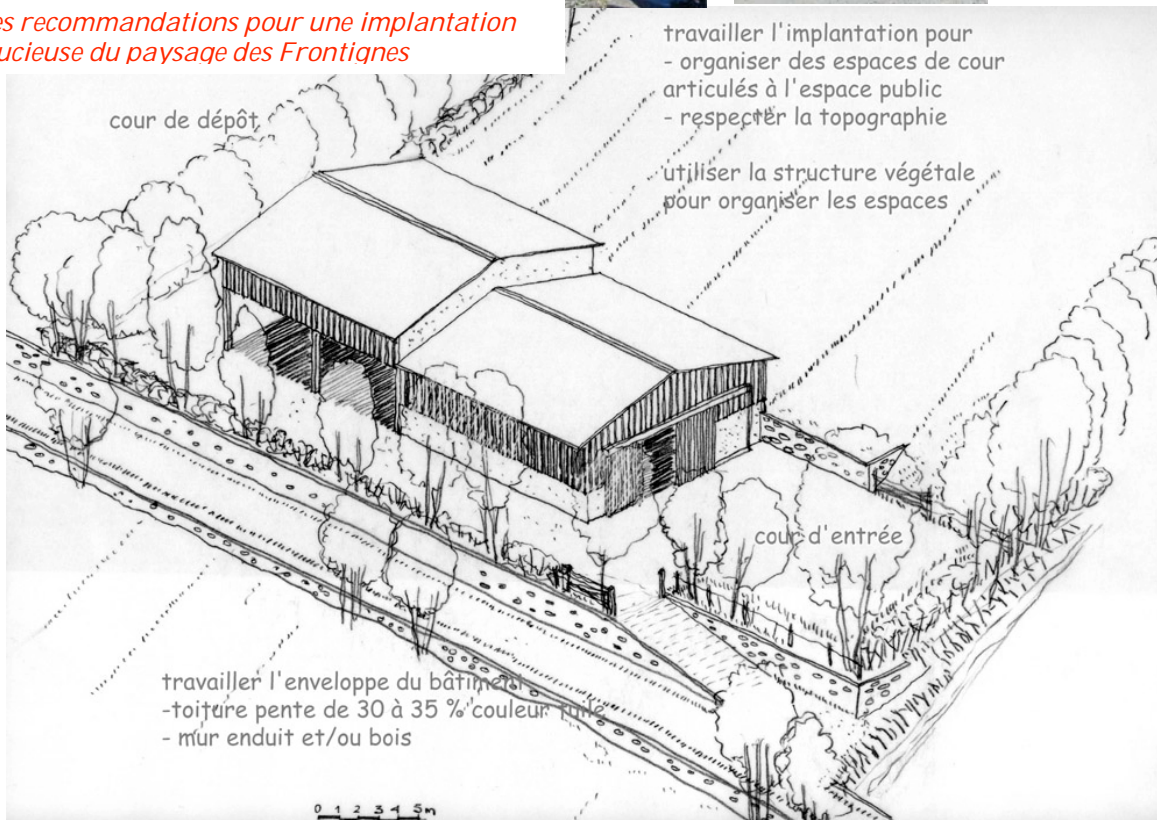 es recommandations pour une implantation
ucieuse du paysage des Frontignes
travailler l'implantation pour
- organiser des espaces de cour
articulés à l'espace public
- respecter la topographie
utiliser la structure végétale
pour organiser les espaces
cour de dépôt
cour d'entrée
travailler l'enveloppe du bâtiment
-toiture pente de 30 à 35 % couleur tuile
- mur enduit et/ou bois
0 1 2 3 4 5m